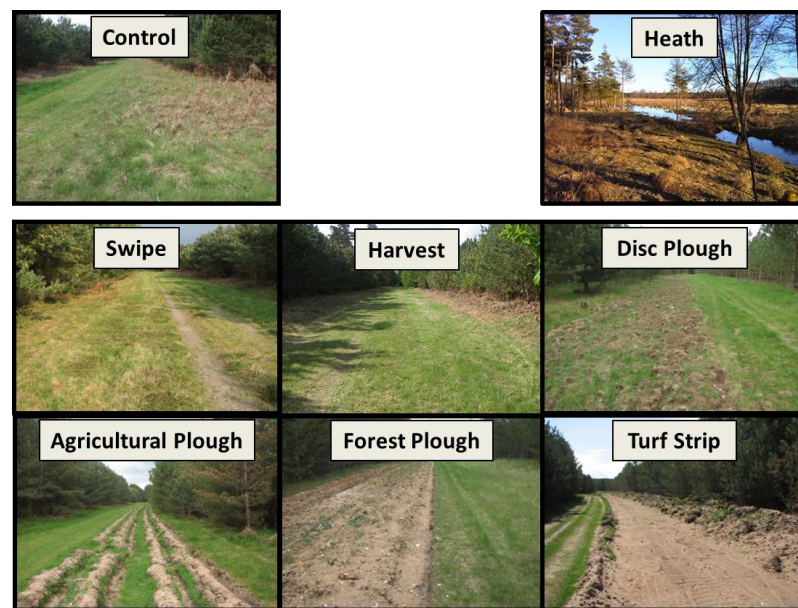 Control
Heath
Swipe
Harvest
Disc Plough
Agricultural Plough
Forest Plough
Turf Strip